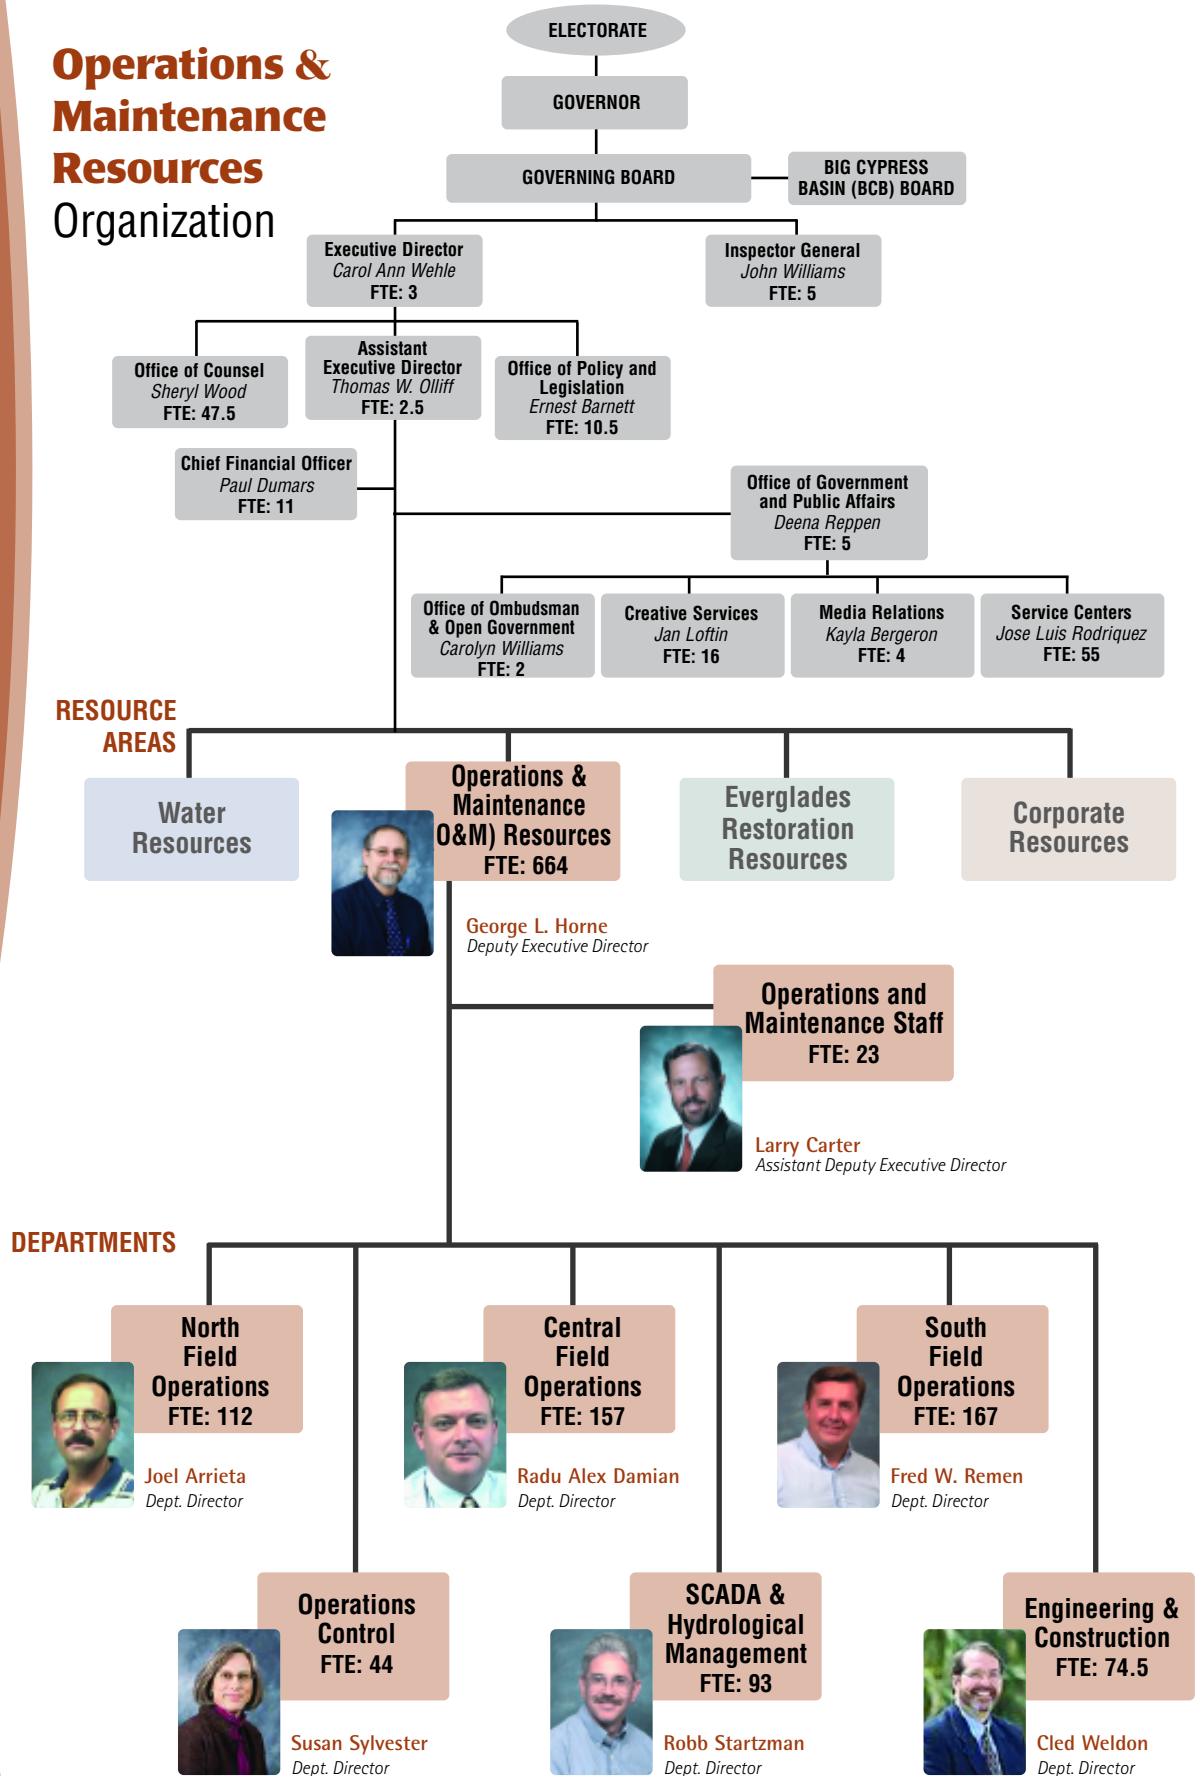 Operations &
Maintenance
Resources
Organization
ELECTORATE
GOVERNOR
GOVERNING BOARD
BIG CYPRESS
BASIN (BCB) BOARD
Executive Director
Carol Ann Wehle
FTE: 3
Inspector General
John Williams
FTE: 5
Office of Counsel
Sheryl Wood
FTE: 47.5
Assistant
Executive Director
Thomas W. Olliff
FTE: 2.5
Office of Policy and
Legislation
Ernest Barnett
FTE: 10.5
Chief Financial Officer
Paul Dumars
FTE: 11
Office of Government
and Public Affairs
Deena Reppen
FTE: 5
Office of Ombudsman
& Open Government
Carolyn Williams
FTE: 2
Creative Services
Jan Loftin
FTE: 16
Media Relations
Kayla Bergeron
FTE: 4
Service Centers
Jose Luis Rodriquez
FTE: 55
RESOURCE
AREAS
Water
Resources
Operations &
Maintenance
O&M) Resources
FTE: 664
Everglades
Restoration
Resources
Corporate
Resources
George L. Horne
Deputy Executive Director
Operations and
Maintenance Staff
FTE: 23
Larry Carter
Assistant Deputy Executive Director
DEPARTMENTS
North
Field
Operations
FTE: 112
Joel Arrieta
Dept. Director
Central
Field
Operations
FTE: 157
Radu Alex Damian
Dept. Director
South
Field
Operations
FTE: 167
Fred W. Remen
Dept. Director
Operations
Control
FTE: 44
Susan Sylvester
Dept. Director
SCADA &
Hydrological
Management
FTE: 93
Robb Startzman
Dept. Director
Engineering &
Construction
FTE: 74.5
Cled Weldon
Dept. Director